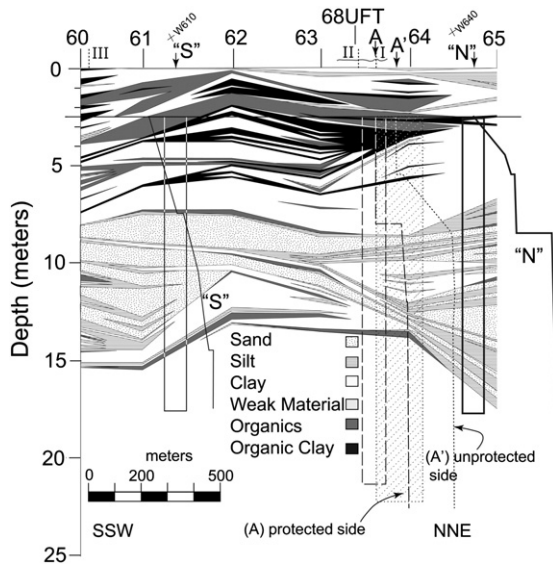 68UFT
60 III 61 +W610 "S" 62 63 II A I A' 64 +W640 "N" 65
0
5
Depth (meters)
10
"N"
"S"
Sand
Silt
15
Clay
Weak Material
Organics
Organic Clay
meters
0 200 400 500
20
(A') unprotected
side
(A) protected side
SSW
NNE
25